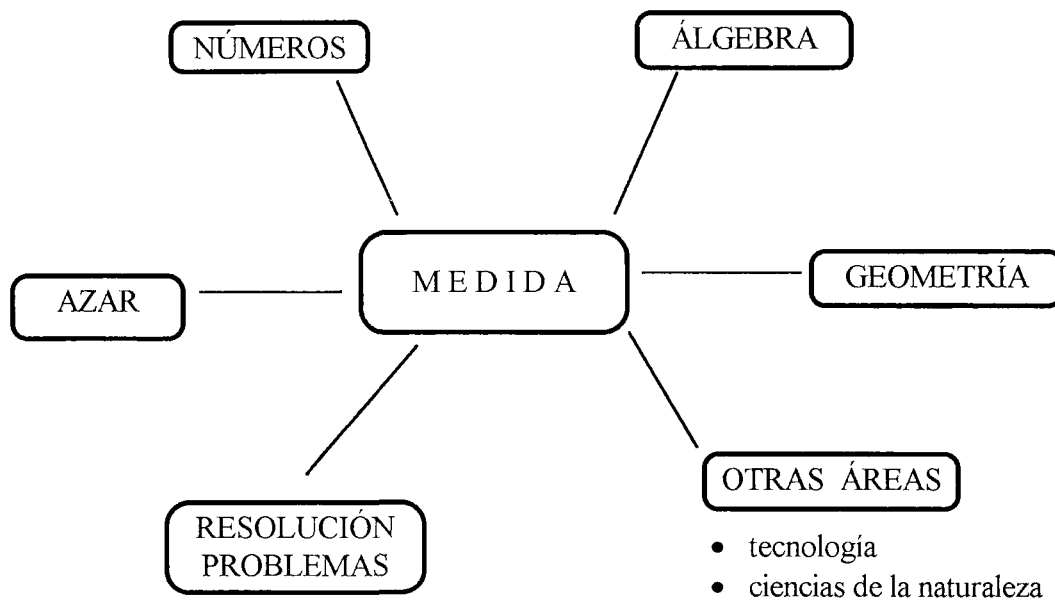 NÚMEROS
ÁLGEBRA
AZAR
MEDIDA
GEOMETRÍA
RESOLUCIÓN
PROBLEMAS
OTRAS ÁREAS
• tecnología
• ciencias de la naturaleza